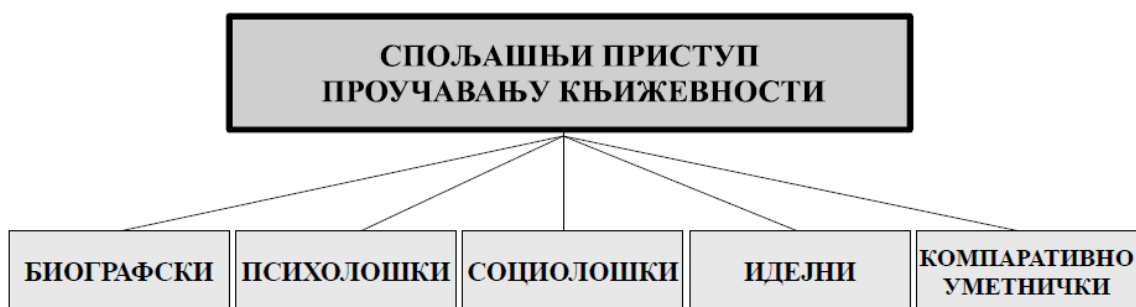 СПОЉАШЊИ ПРИСТУП
ПРОУЧАВАЊУ КЊИЖЕВНОСТИ
БИОГРАФСКИ
ПСИХОЛОШКИ
СОЦИОЛОШКИ
ИДЕЈНИ
КОМПАРАТИВНО
УМЕТНИЧКИ